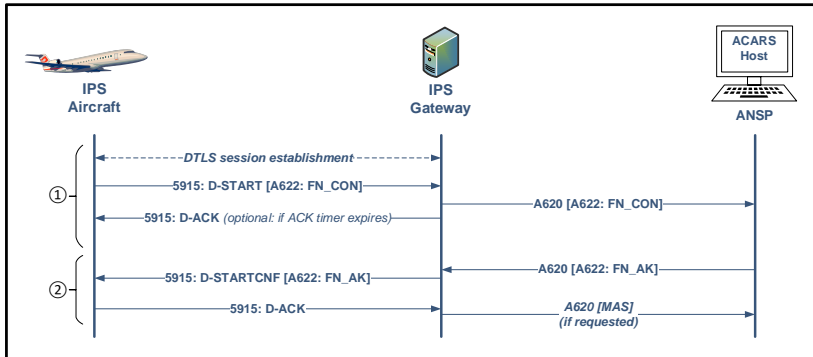 ACARS
Host
IPS
Aircraft
IPS
Gateway
ANSP
DTLS session establishment
①
5915: D-START [A622: FN_CON]
A620 [A622: FN_CON]
5915: D-ACK (optional: if ACK timer expires)
②
A620 [A622: FN_AK]
5915: D-STARTCNF [A622: FN_AK]
5915: D-ACK
A620 [MAS]
(if requested)